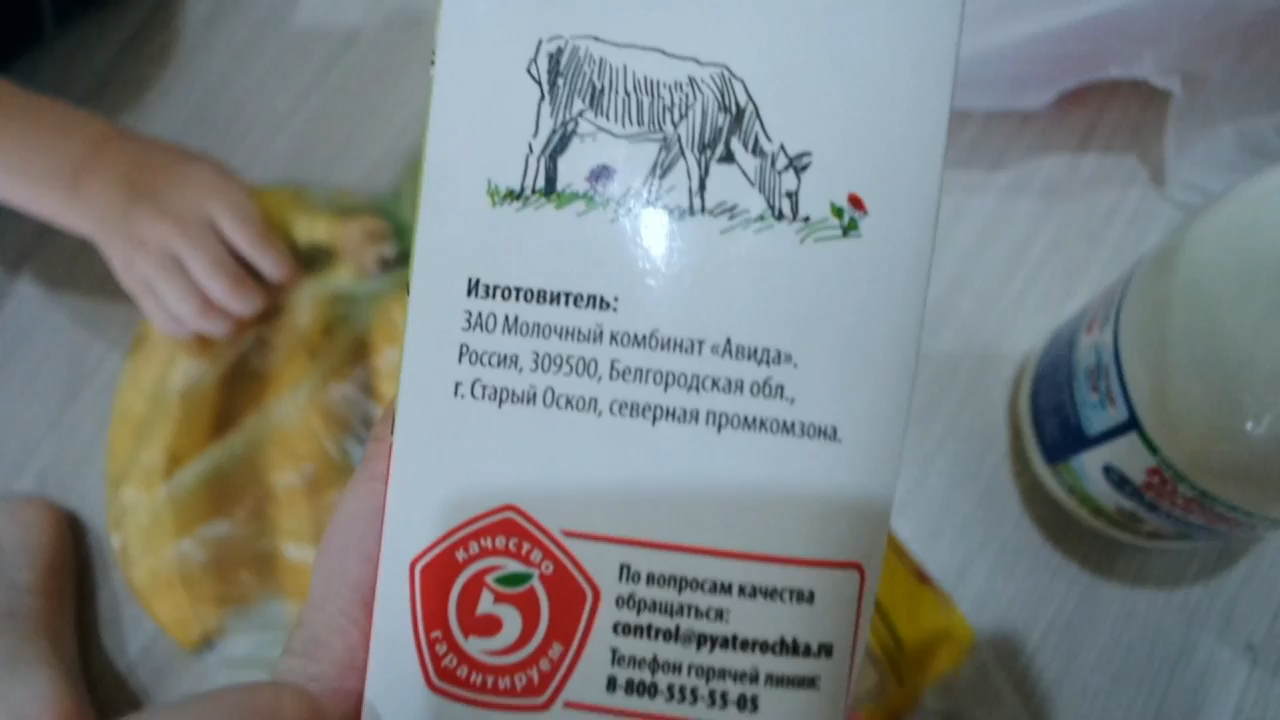 Изготовитель:
ЗАО Молочный комбинат «Авида».
Россия, 309500, Белгородская обл.,
г. Старый Оскол, северная промкомзона.
качество
5
гарантируем
По вопросам качества
обращаться:
control@pyaterochka.ru
Телефон горячей линии:
8-800-555-55-05